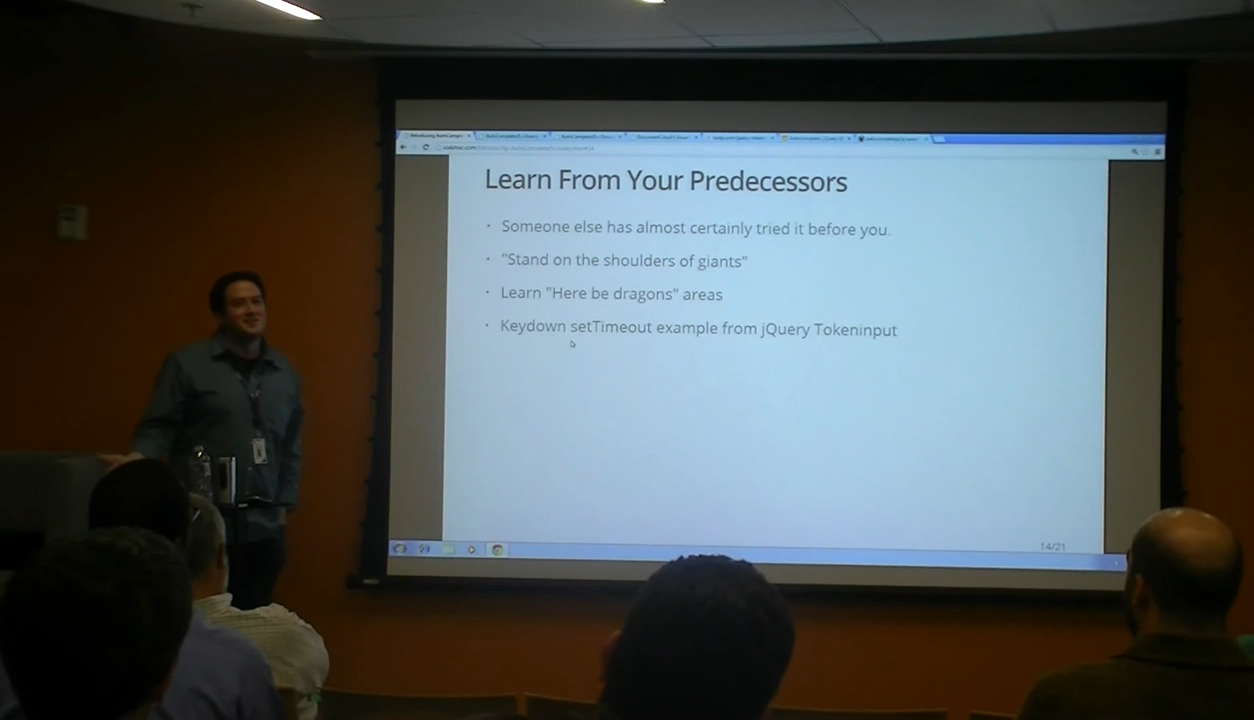 Learn From Your Predecessors
· Someone else has almost certainly tried it before you.
· "Stand on the shoulders of giants"
· Learn "Here be dragons" areas
· Keydown setTimeout example from jQuery Tokeninput
14/21